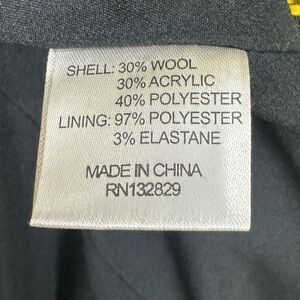 SHELL: 30% WOOL
30% ACRYLIC
40% POLYESTER
LINING: 97% POLYESTER
3% ELASTANE
MADE IN CHINA
RN132829